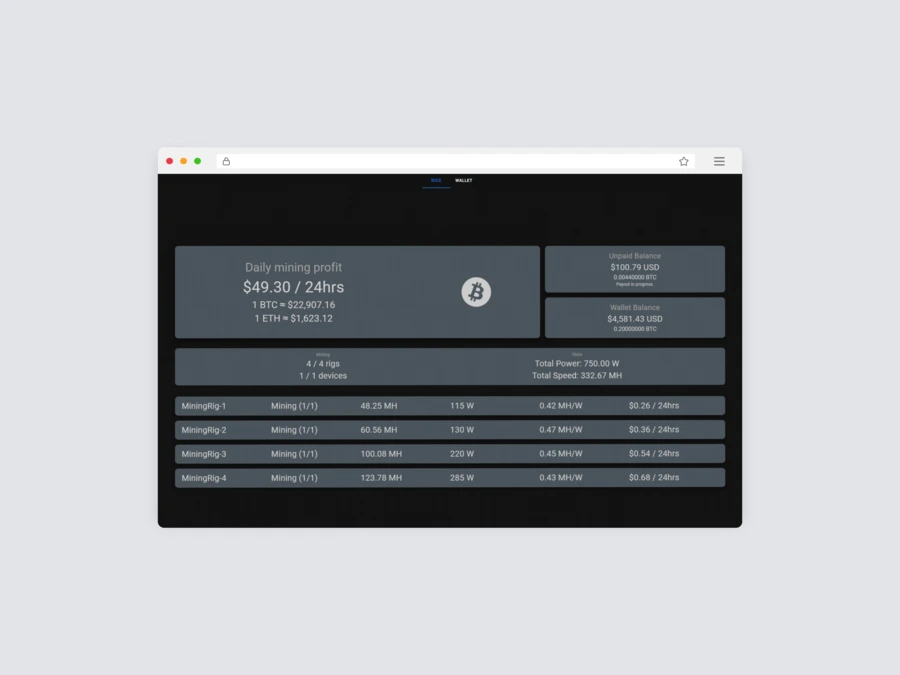 WALLET
Daily mining profit
$49.30 / 24hrs
1 BTC ≈ $22,907.16
1 ETH ≈ $1,623.12
Unpaid Balance
$100.79 USD
0.00440000 BTC
Payout in progress.
Wallet Balance
$4,581.43 USD
0.20000000 BTC
Mining
4 / 4 rigs
1 / 1 devices
Total Power: 750.00 W
Total Speed: 332.67 MH
MiningRig-1 Mining (1/1) 48.25 MH 115 W 0.42 MH/W $0.26 / 24hrs
MiningRig-2 Mining (1/1) 60.56 MH 130 W 0.47 MH/W $0.36 / 24hrs
MiningRig-3 Mining (1/1) 100.08 MH 220 W 0.45 MH/W $0.54 / 24hrs
MiningRig-4 Mining (1/1) 123.78 MH 285 W 0.43 MH/W $0.68 / 24hrs